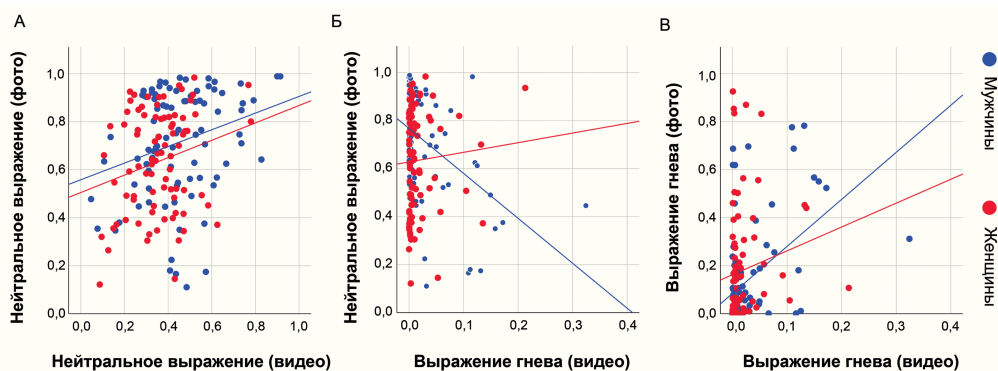 А
Нейтральное выражение (фото)
1,0
0,8
0,6
0,4
0,2
0,0
0,0 0,2 0,4 0,6 0,8 1,0
Нейтральное выражение (видео)
Б
Нейтральное выражение (фото)
1,0
0,8
0,6
0,4
0,2
0,0
0,0 0,1 0,2 0,3 0,4
Выражение гнева (видео)
В
Выражение гнева (фото)
1,0
0,8
0,6
0,4
0,2
0,0
0,0 0,1 0,2 0,3 0,4
Выражение гнева (видео)
Мужчины
Женщины